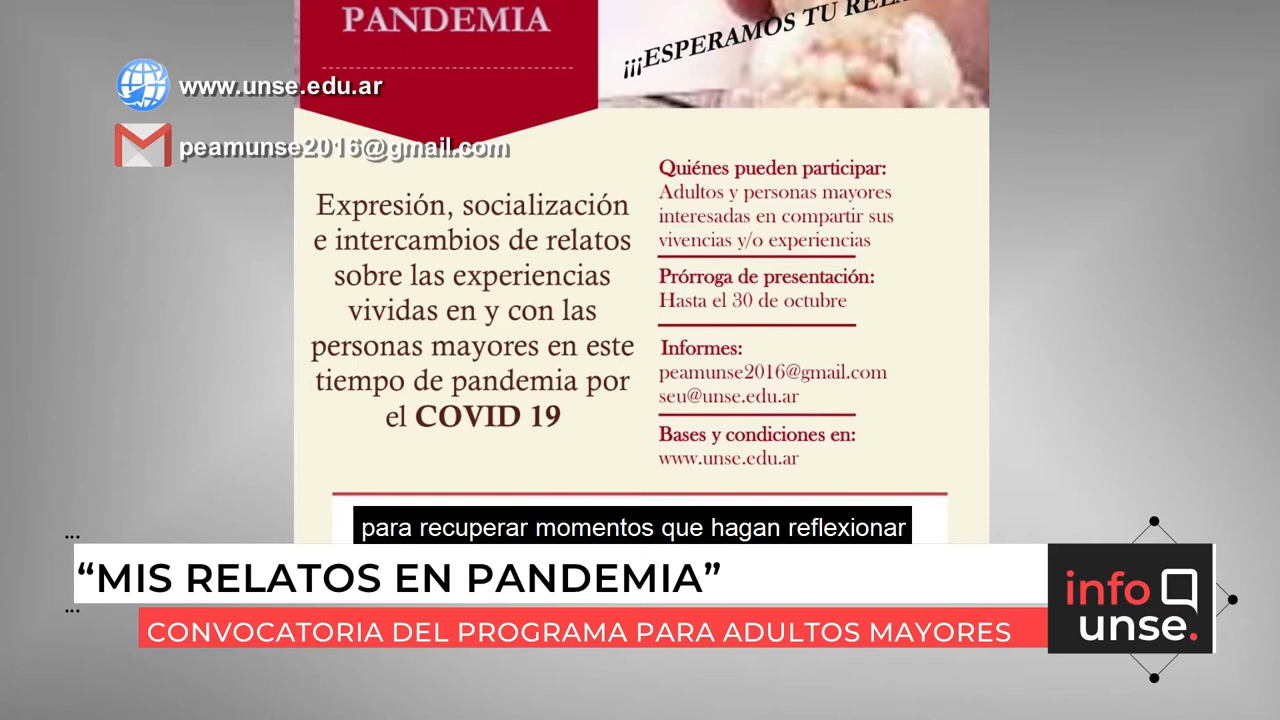 PANDEMIA
¡¡¡ESPERAMOS TU
www.unse.edu.ar
peamunse2016@gmail.com
Expresión, socialización
e intercambios de relatos
sobre las experiencias
vividas en y con las
personas mayores en este
tiempo de pandemia por
el COVID 19
Quiénes pueden participar:
Adultos y personas mayores
interesadas en compartir sus
vivencias y/o experiencias
Prórroga de presentación:
Hasta el 30 de octubre
Informes:
peamunse2016@gmail.com
seu@unse.edu.ar
Bases y condiciones en:
www.unse.edu.ar
para recuperar momentos que hagan reflexionar
“MIS RELATOS EN PANDEMIA”
CONVOCATORIA DEL PROGRAMA PARA ADULTOS MAYORES
info
unse.